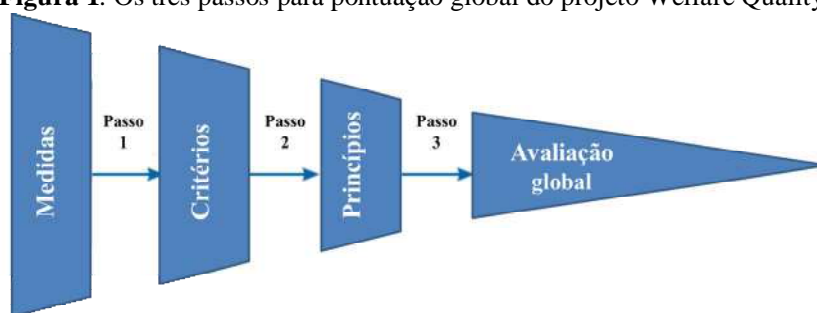 Figura 1. Os três passos para pontuação global do projeto Welfare Quality
Medidas
Passo
1
Critérios
Passo
2
Princípios
Passo
3
Avaliação
global